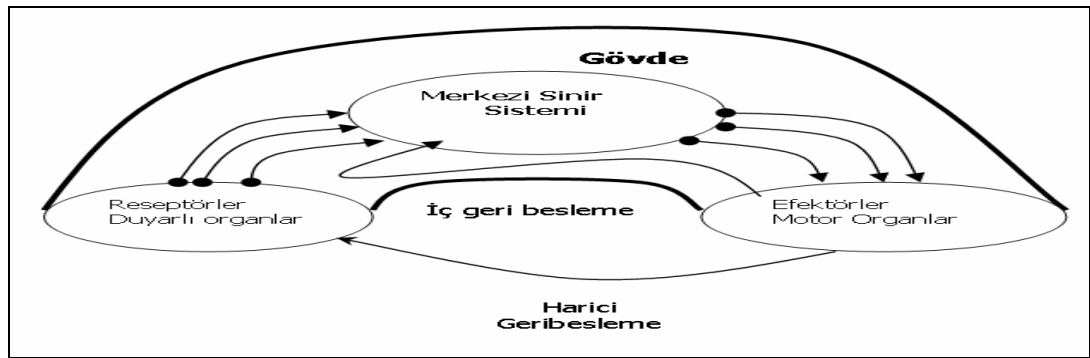 Gövde
Merkezi Sinir
Sistemi
Reseptörler
Duyarlı organlar
İç geri besleme
Efektörler
Motor Organlar
Harici
Geribesleme